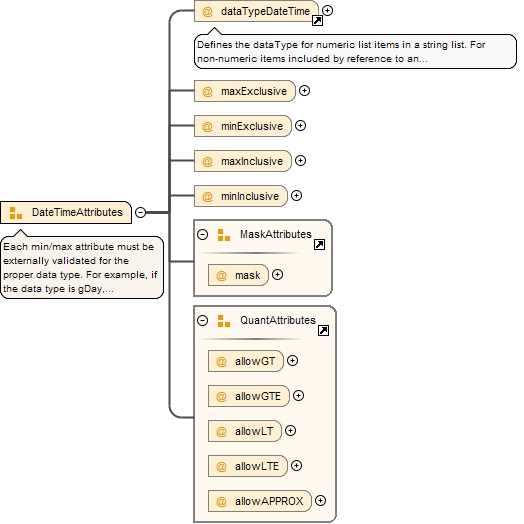 @ dataTypeDateTime
Defines the dataType for numeric list items in a string list. For
non-numeric items included by reference to an...
@ maxExclusive
@ minExclusive
@ maxInclusive
@ minInclusive
DateTimeAttributes
Each min/max attribute must be
externally validated for the
proper data type. For example, if
the data type is gDay,...
MaskAttributes
@ mask
QuantAttributes
@ allowGT
@ allowGTE
@ allowLT
@ allowLTE
@ allowAPPROX